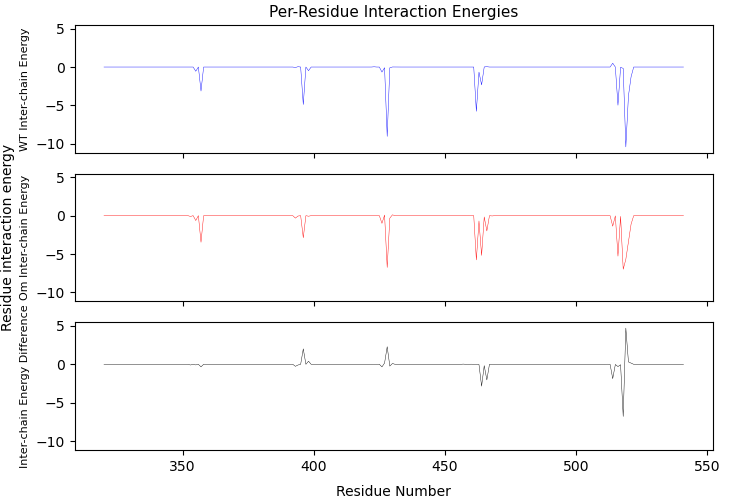 Per-Residue Interaction Energies
Residue interaction energy
WT Inter-chain Energy
5
0
−5
−10
Om Inter-chain Energy
5
0
−5
−10
Inter-chain Energy Difference
5
0
−5
−10
350
400
450
500
550
Residue Number